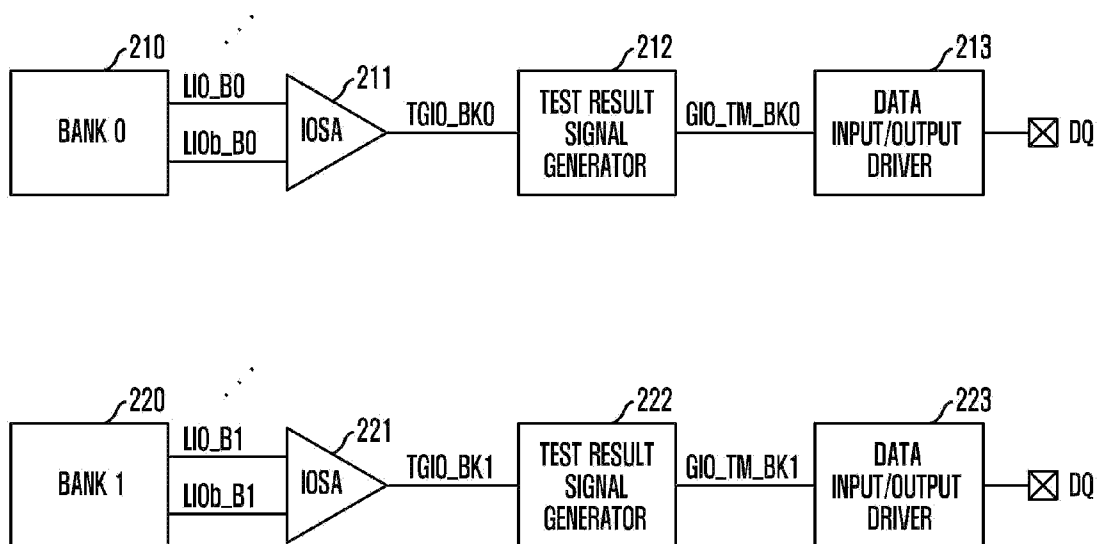 210
211
212
213
BANK 0
LIO_B0
LIOb_B0
IOSA
TGIO_BK0
TEST RESULT
SIGNAL
GENERATOR
GIO_TM_BK0
DATA
INPUT/OUTPUT
DRIVER
DQ
220
221
222
223
BANK 1
LIO_B1
LIOb_B1
IOSA
TGIO_BK1
TEST RESULT
SIGNAL
GENERATOR
GIO_TM_BK1
DATA
INPUT/OUTPUT
DRIVER
DQ